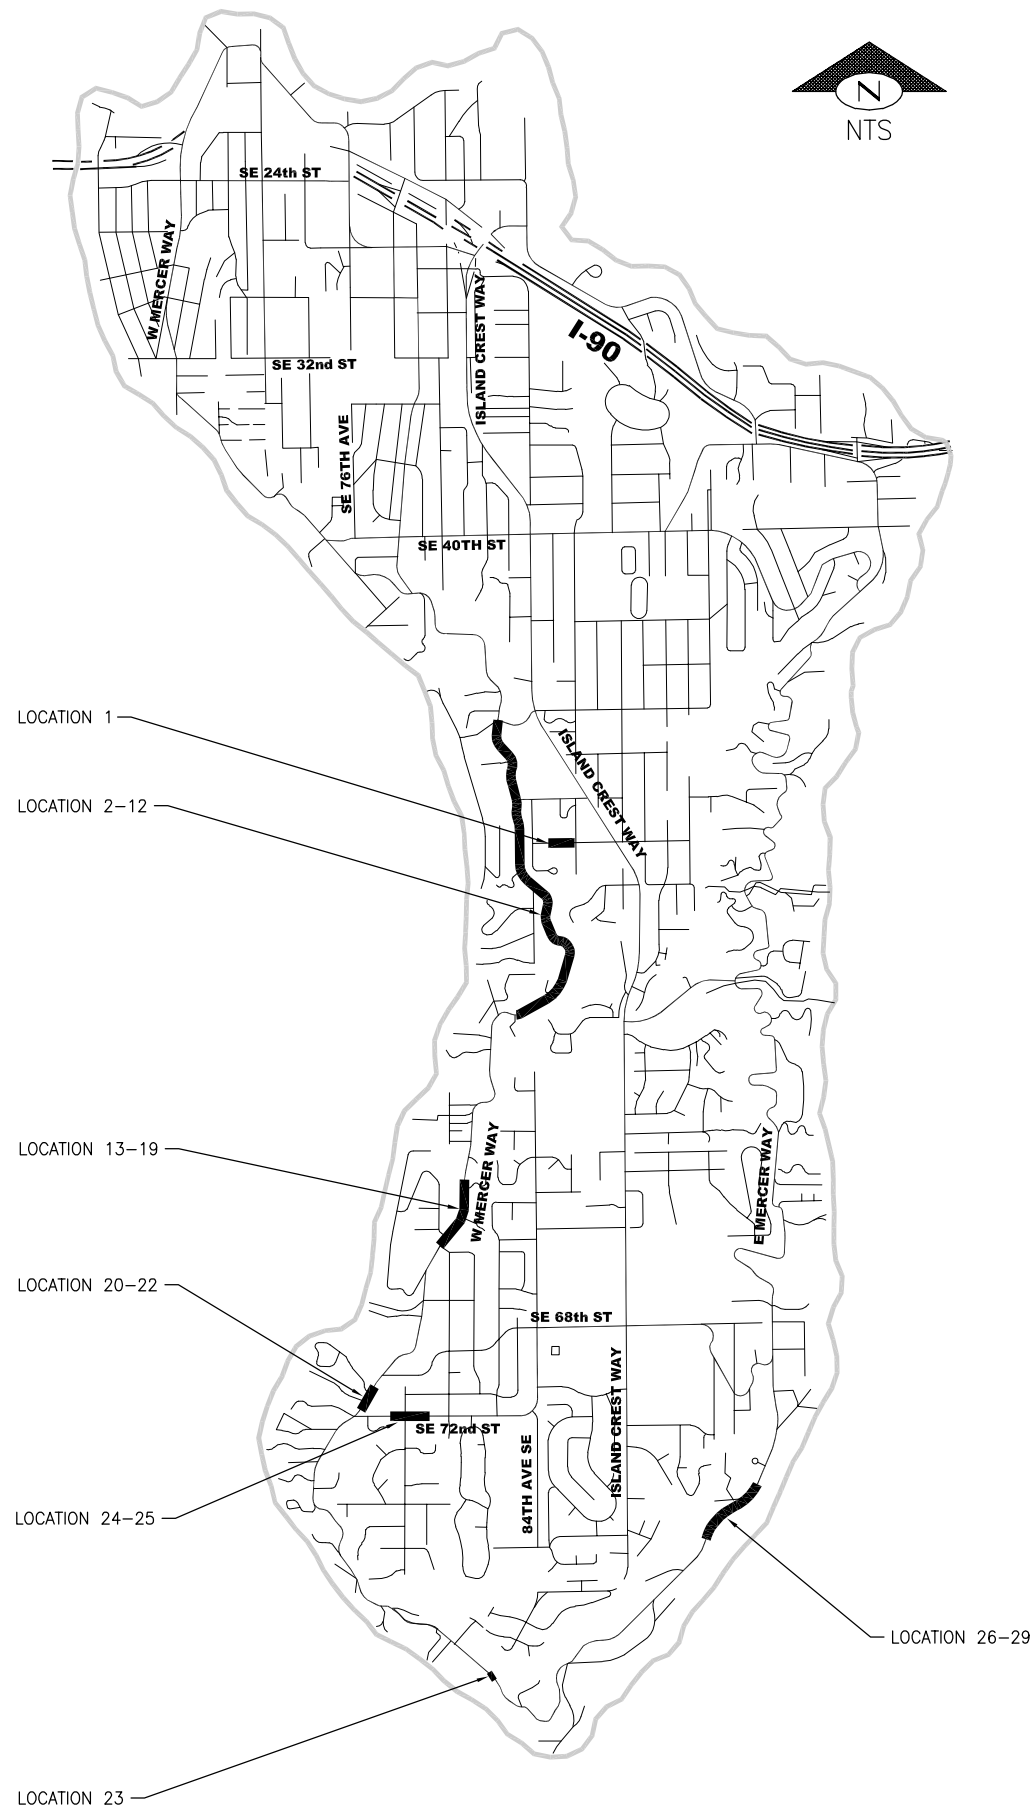 N
NTS
SE 24th ST
W MERCER WAY
ISLAND CREST WAY
I-90
SE 32nd ST
SE 76TH AVE
SE 40TH ST
LOCATION 1
ISLAND CREST WAY
LOCATION 2-12
LOCATION 13-19
W MERCER WAY
E MERCER WAY
LOCATION 20-22
SE 68th ST
ISLAND CREST WAY
SE 72nd ST
84TH AVE SE
LOCATION 24-25
LOCATION 26-29
LOCATION 23